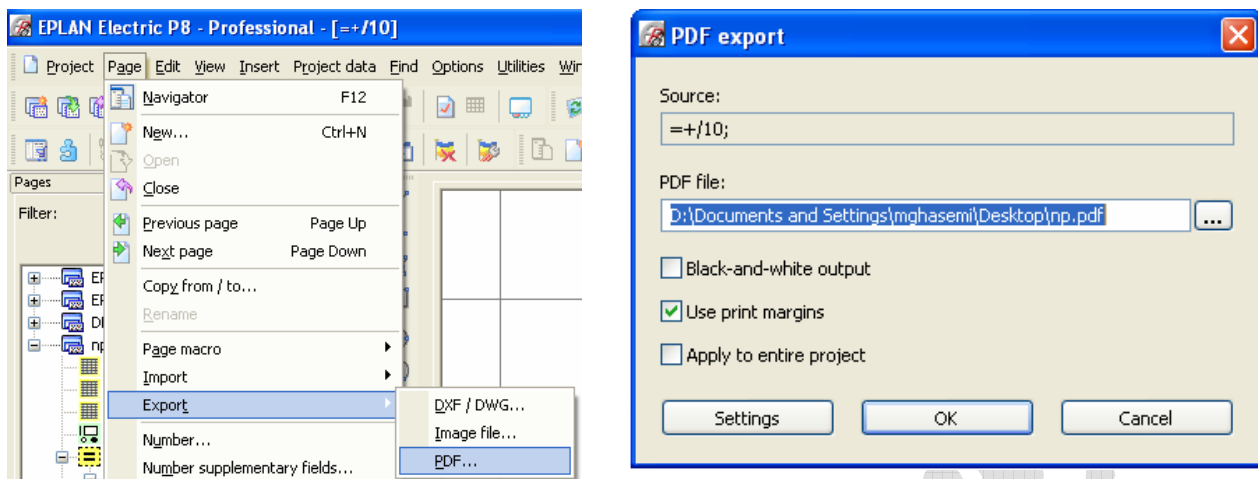 EPLAN Electric P8 - Professional - [=+/10]
Project Page Edit View Insert Project data Find Options Utilities
Navigator F12
New... Ctrl+N
Open
Close
Previous page Page Up
Next page Page Down
Copy from / to...
Rename
Page macro
Import
Export
Number...
Number supplementary fields...
DXF / DWG...
Image file...
PDF...
Pages
Filter:
PDF export
Source:
=+/10;
PDF file:
D:\Documents and Settings\mghasemi\Desktop\np.pdf
...
Black-and-white output
Use print margins
Apply to entire project
Settings OK Cancel